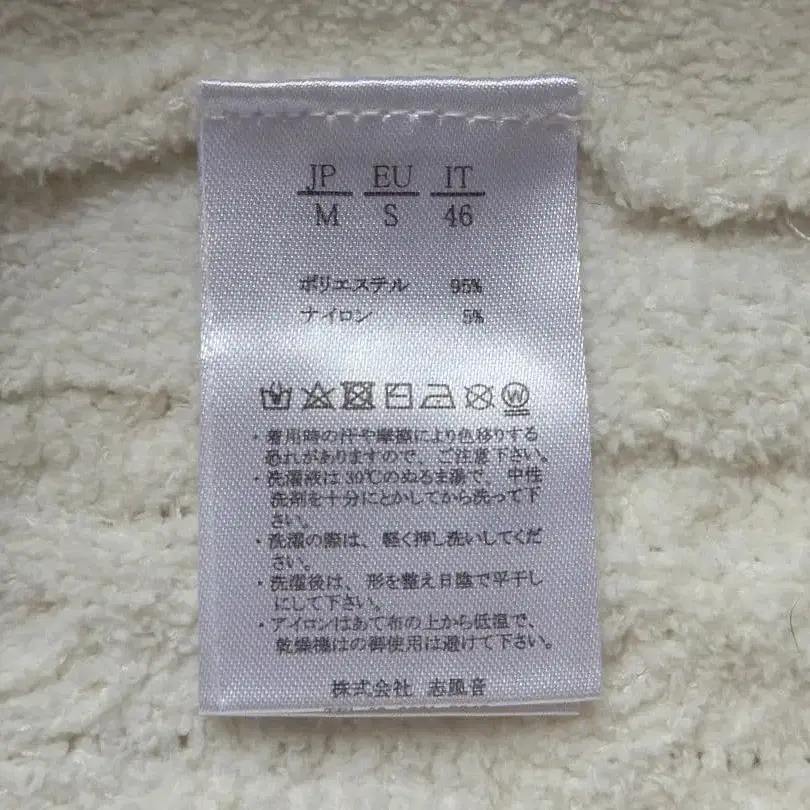 JP EU IT
M S 46
ポリエステル 95%
ナイロン 5%
W
・着用時の汗や摩擦により色移りする
恐れがありますので、ご注意下さい。
・洗濯液は30℃のぬるま湯で、中性
洗剤を十分にとかしてから洗って下
さい。
・洗濯の際は、軽く押し洗いしてくだ
さい。
・洗濯後は、形を整え日陰で平干し
にして下さい。
・アイロンはあて布の上から低温で、
乾燥機はの御使用は避けて下さい。
株式会社 志風音